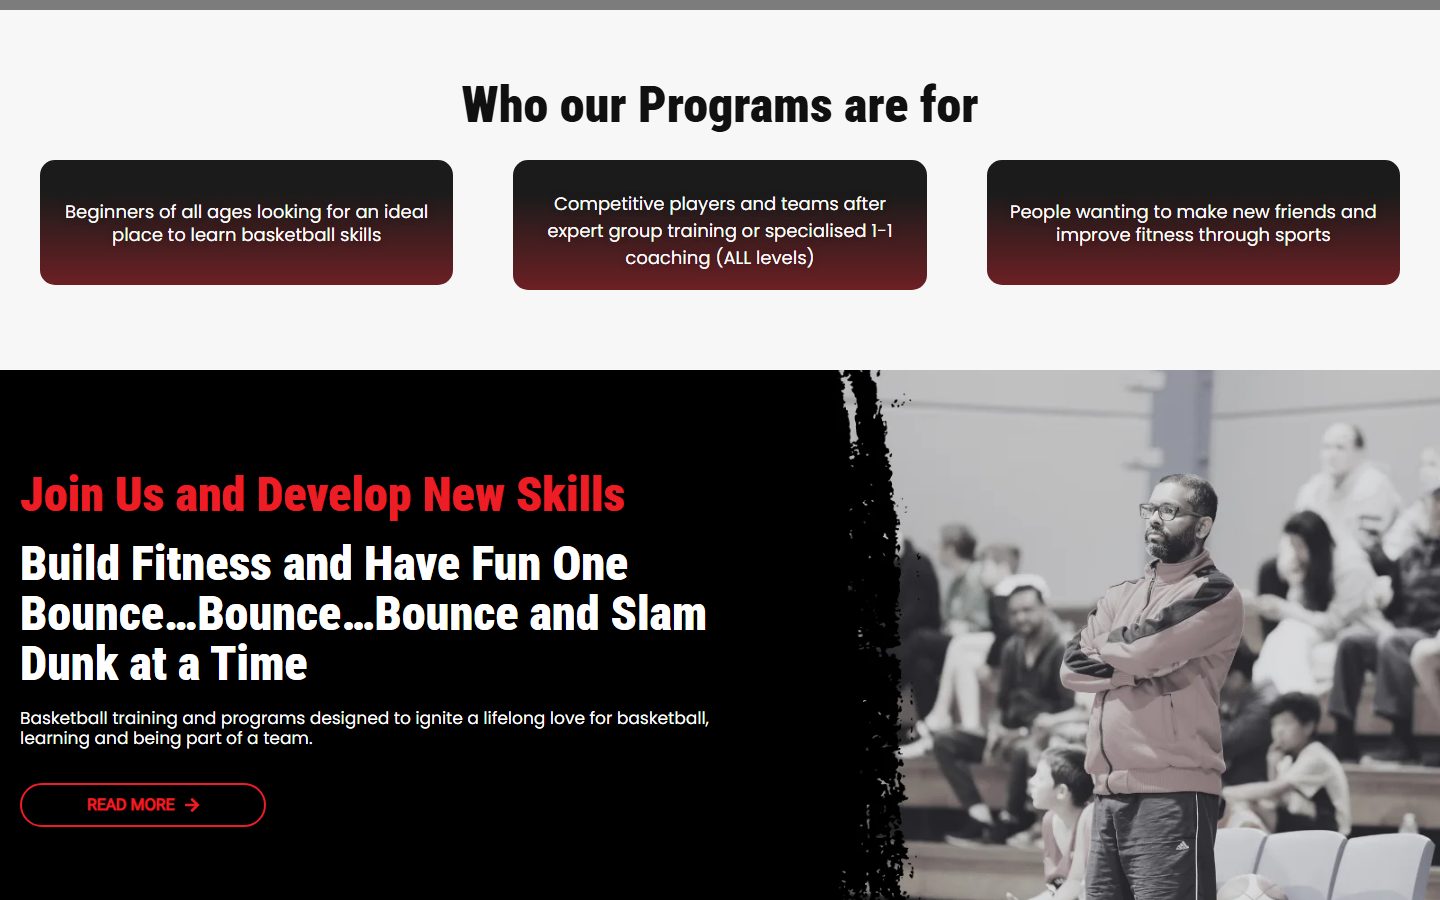 Who our Programs are for
Beginners of all ages looking for an ideal
place to learn basketball skills
Competitive players and teams after
expert group training or specialised 1-1
coaching (ALL levels)
People wanting to make new friends and
improve fitness through sports
Join Us and Develop New Skills
Build Fitness and Have Fun One
Bounce...Bounce...Bounce and Slam
Dunk at a Time
Basketball training and programs designed to ignite a lifelong love for basketball,
learning and being part of a team.
READ MORE →